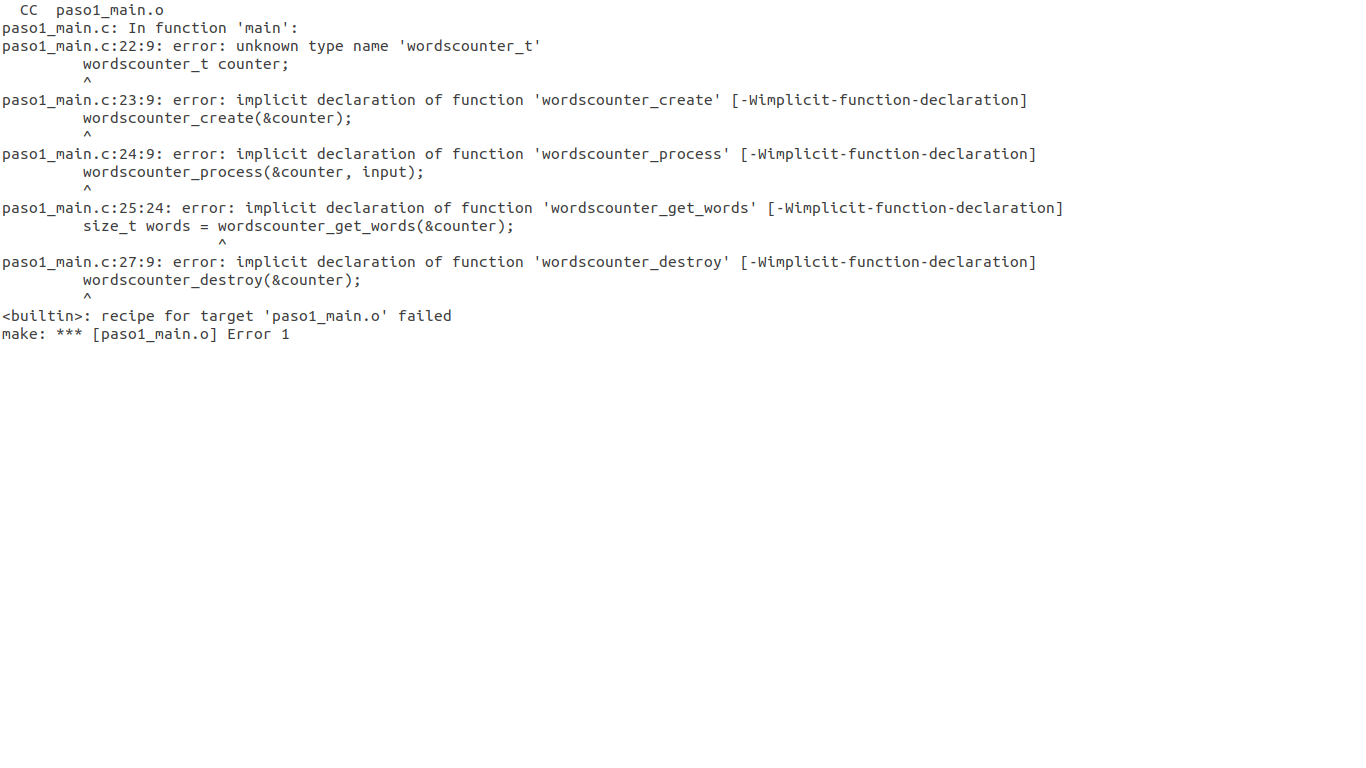 CC  paso1_main.o
paso1_main.c: In function 'main':
paso1_main.c:22:9: error: unknown type name 'wordscounter_t'
         wordscounter_t counter;
         ^
paso1_main.c:23:9: error: implicit declaration of function 'wordscounter_create' [-Wimplicit-function-declaration]
         wordscounter_create(&counter);
         ^
paso1_main.c:24:9: error: implicit declaration of function 'wordscounter_process' [-Wimplicit-function-declaration]
         wordscounter_process(&counter, input);
         ^
paso1_main.c:25:24: error: implicit declaration of function 'wordscounter_get_words' [-Wimplicit-function-declaration]
         size_t words = wordscounter_get_words(&counter);
                        ^
paso1_main.c:27:9: error: implicit declaration of function 'wordscounter_destroy' [-Wimplicit-function-declaration]
         wordscounter_destroy(&counter);
         ^
<builtin>: recipe for target 'paso1_main.o' failed
make: *** [paso1_main.o] Error 1